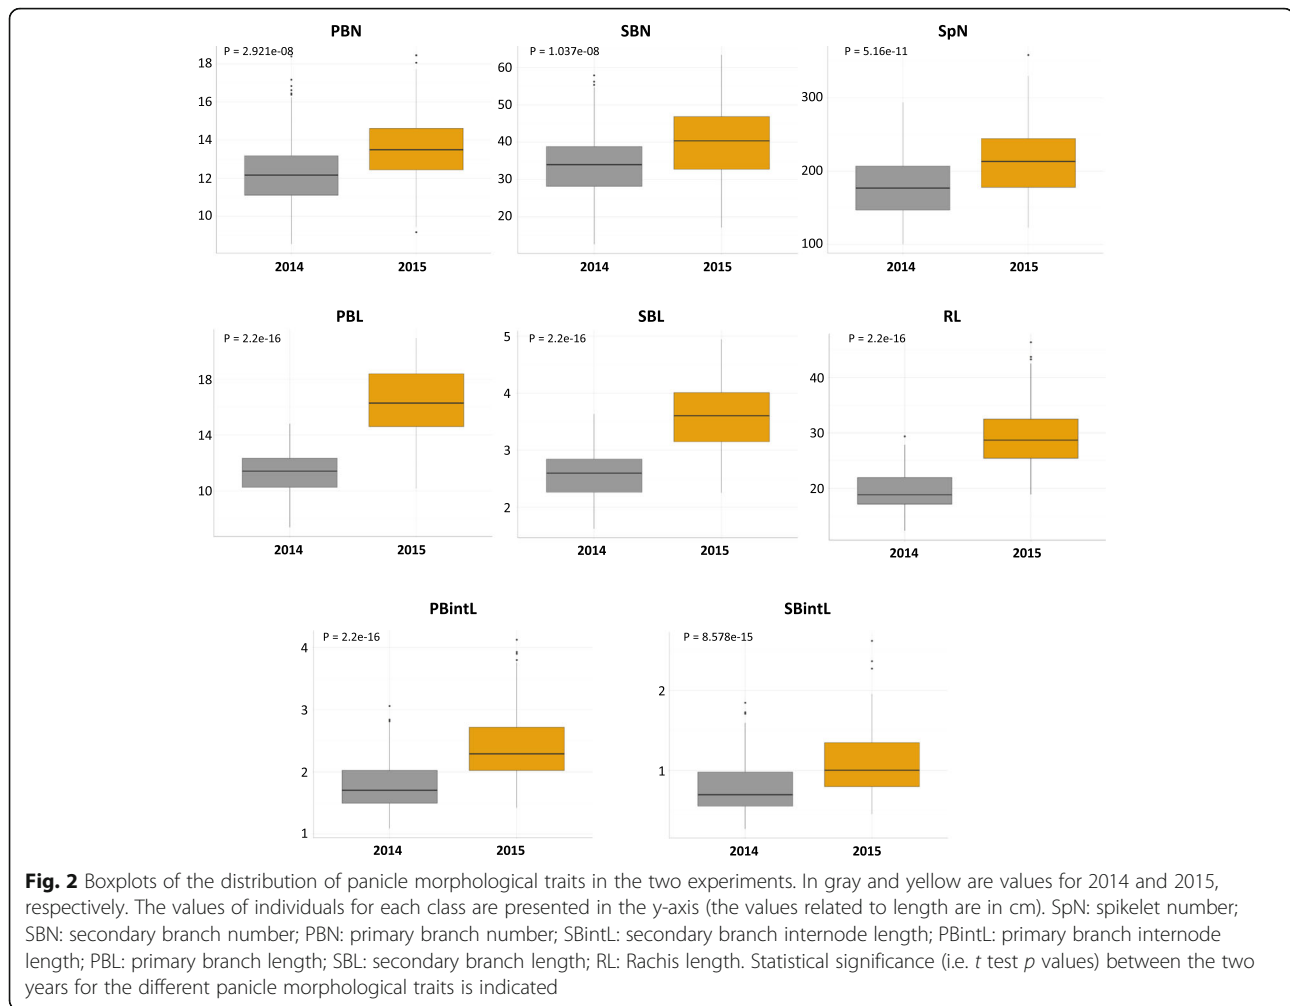 PBN
SBN
SpN
P = 2.921e-08
P = 1.037e-08
P = 5.16e-11
18
16
14
12
10
60
50
40
30
20
300
200
100
2014
2015
2014
2015
2014
2015
PBL
SBL
RL
P = 2.2e-16
P = 2.2e-16
P = 2.2e-16
18
14
10
5
4
3
2
40
30
20
2014
2015
2014
2015
2014
2015
PBintL
SBintL
P = 2.2e-16
P = 8.578e-15
4
3
2
1
2
1
2014
2015
2014
2015
Fig. 2 Boxplots of the distribution of panicle morphological traits in the two experiments. In gray and yellow are values for 2014 and 2015,
respectively. The values of individuals for each class are presented in the y-axis (the values related to length are in cm). SpN: spikelet number;
SBN: secondary branch number; PBN: primary branch number; SBintL: secondary branch internode length; PBintL: primary branch internode
length; PBL: primary branch length; SBL: secondary branch length; RL: Rachis length. Statistical significance (i.e. t test p values) between the two
years for the different panicle morphological traits is indicated